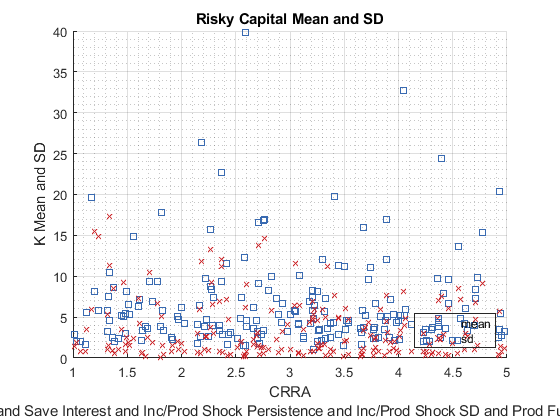 Risky Capital Mean and SD
40
35
30
25
20
15
10
5
0
K Mean and SD
mean
sd
1 1.5 2 2.5 3 3.5 4 4.5 5
CRRA
and Save Interest and Inc/Prod Shock Persistence and Inc/Prod Shock SD and Prod Fu